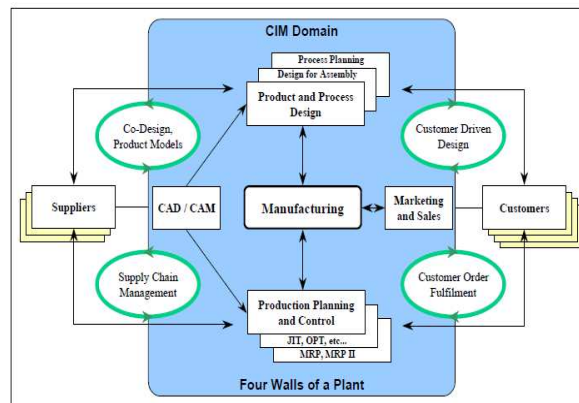 CIM Domain
Process Planning
Design for Assembly
Product and Process
Design
Co-Design,
Product Models
Customer Driven
Design
Suppliers
CAD / CAM
Manufacturing
Marketing
and Sales
Customers
Supply Chain
Management
Customer Order
Fulfilment
Production Planning
and Control
JIT, OPT, etc...
MRP, MRP II
Four Walls of a Plant